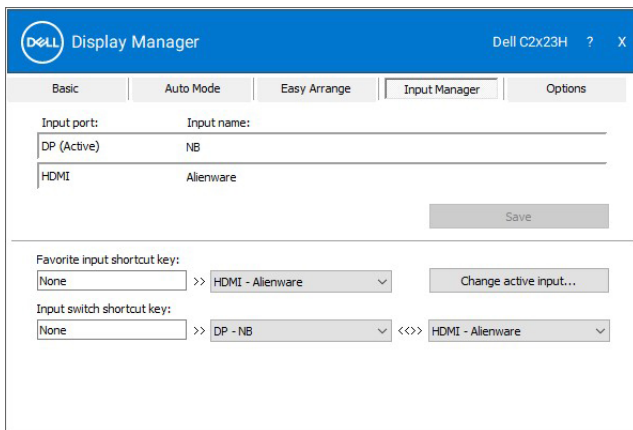 DELL Display Manager Dell C2x23H ? X
Basic Auto Mode Easy Arrange Input Manager Options
Input port: Input name:
DP (Active) NB
HDMI Alienware
Save
Favorite input shortcut key:
None >> HDMI - Alienware Change active input...
Input switch shortcut key:
None >> DP - NB <<>> HDMI - Alienware